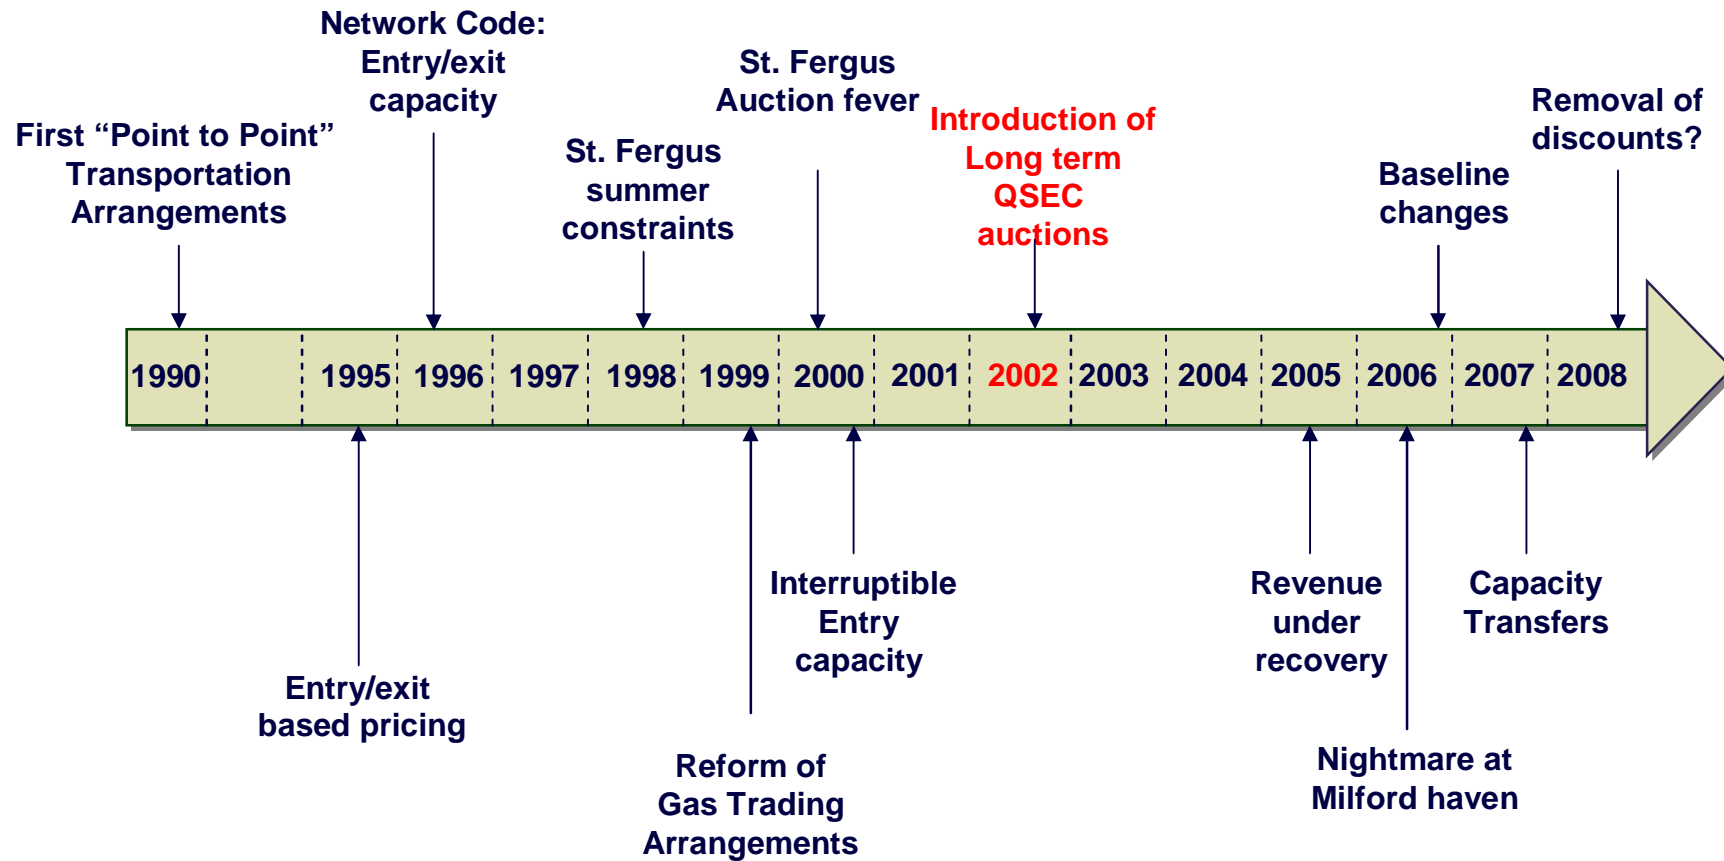 First “Point to Point”
Transportation
Arrangements
Network Code:
Entry/exit
capacity
St. Fergus
summer
constraints
St. Fergus
Auction fever
Introduction of
Long term
QSEC
auctions
Baseline
changes
Removal of
discounts?
1990 1995 1996 1997 1998 1999 2000 2001 2002 2003 2004 2005 2006 2007 2008
Entry/exit
based pricing
Reform of
Gas Trading
Arrangements
Interruptible
Entry
capacity
Revenue
under
recovery
Nightmare at
Milford haven
Capacity
Transfers